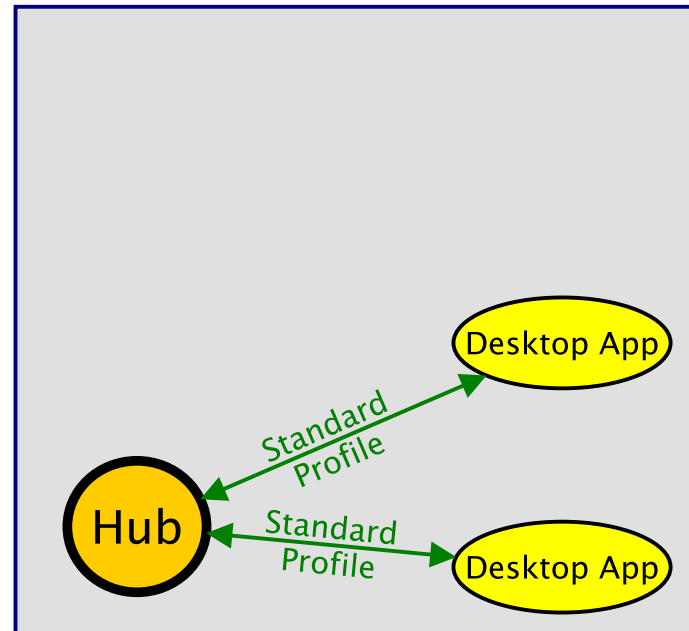 Desktop App
Standard
Profile
Hub
Standard
Profile
Desktop App